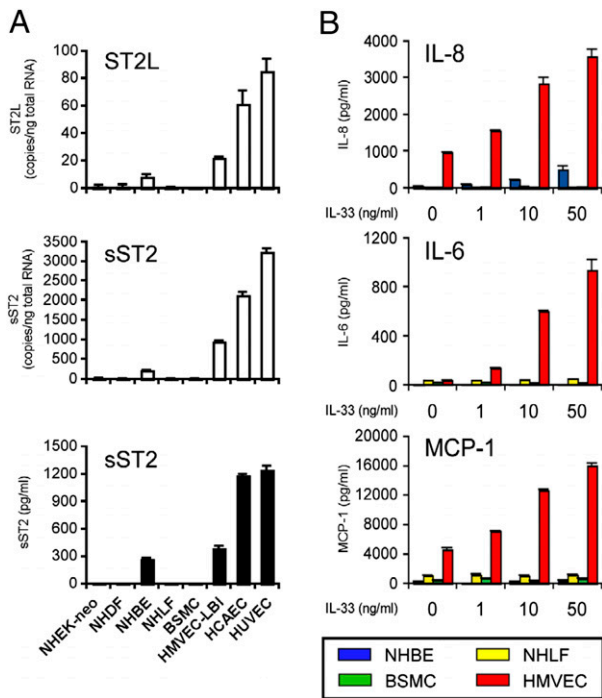 A
ST2L
ST2L
(copies/ng total RNA)
100
80
60
40
20
0
sST2
sST2
(copies/ng total RNA)
3500
3000
2500
2000
1500
1000
500
0
sST2
sST2 (pg/ml)
1500
1200
900
600
300
0
NHEK-neo
NHDF
NHBE
NHLF
BSMC
HMVEC-LBI
HCAEC
HUVEC
B
IL-8
IL-8 (pg/ml)
4000
3000
2000
1000
0
IL-33 (ng/ml) 0 1 10 50
IL-6
IL-6 (pg/ml)
1200
800
400
0
IL-33 (ng/ml) 0 1 10 50
MCP-1
MCP-1 (pg/ml)
20000
16000
12000
8000
4000
0
IL-33 (ng/ml) 0 1 10 50
NHBE NHLF
BSMC HMVEC